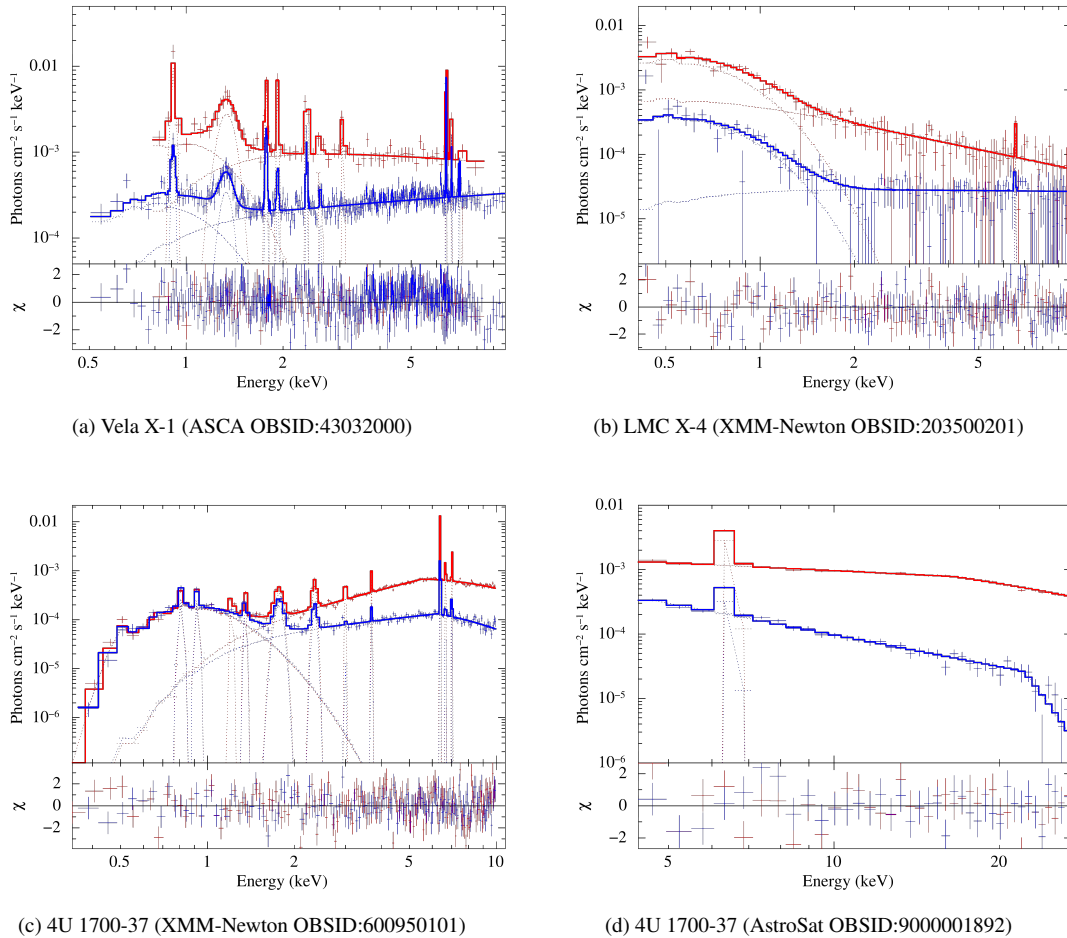 0.01
10⁻³
10⁻⁴
Photons cm⁻² s⁻¹ keV⁻¹
2
0
−2
χ
0.5 1 2 5
Energy (keV)
(a) Vela X-1 (ASCA OBSID:43032000)
0.01
10⁻³
10⁻⁴
10⁻⁵
Photons cm⁻² s⁻¹ keV⁻¹
2
0
−2
χ
0.5 1 2 5
Energy (keV)
(b) LMC X-4 (XMM-Newton OBSID:203500201)
0.01
10⁻³
10⁻⁴
10⁻⁵
10⁻⁶
Photons cm⁻² s⁻¹ keV⁻¹
2
0
−2
χ
0.5 1 2 5 10
Energy (keV)
(c) 4U 1700-37 (XMM-Newton OBSID:600950101)
0.01
10⁻³
10⁻⁴
10⁻⁵
10⁻⁶
Photons cm⁻² s⁻¹ keV⁻¹
2
0
−2
χ
5 10 20
Energy (keV)
(d) 4U 1700-37 (AstroSat OBSID:9000001892)